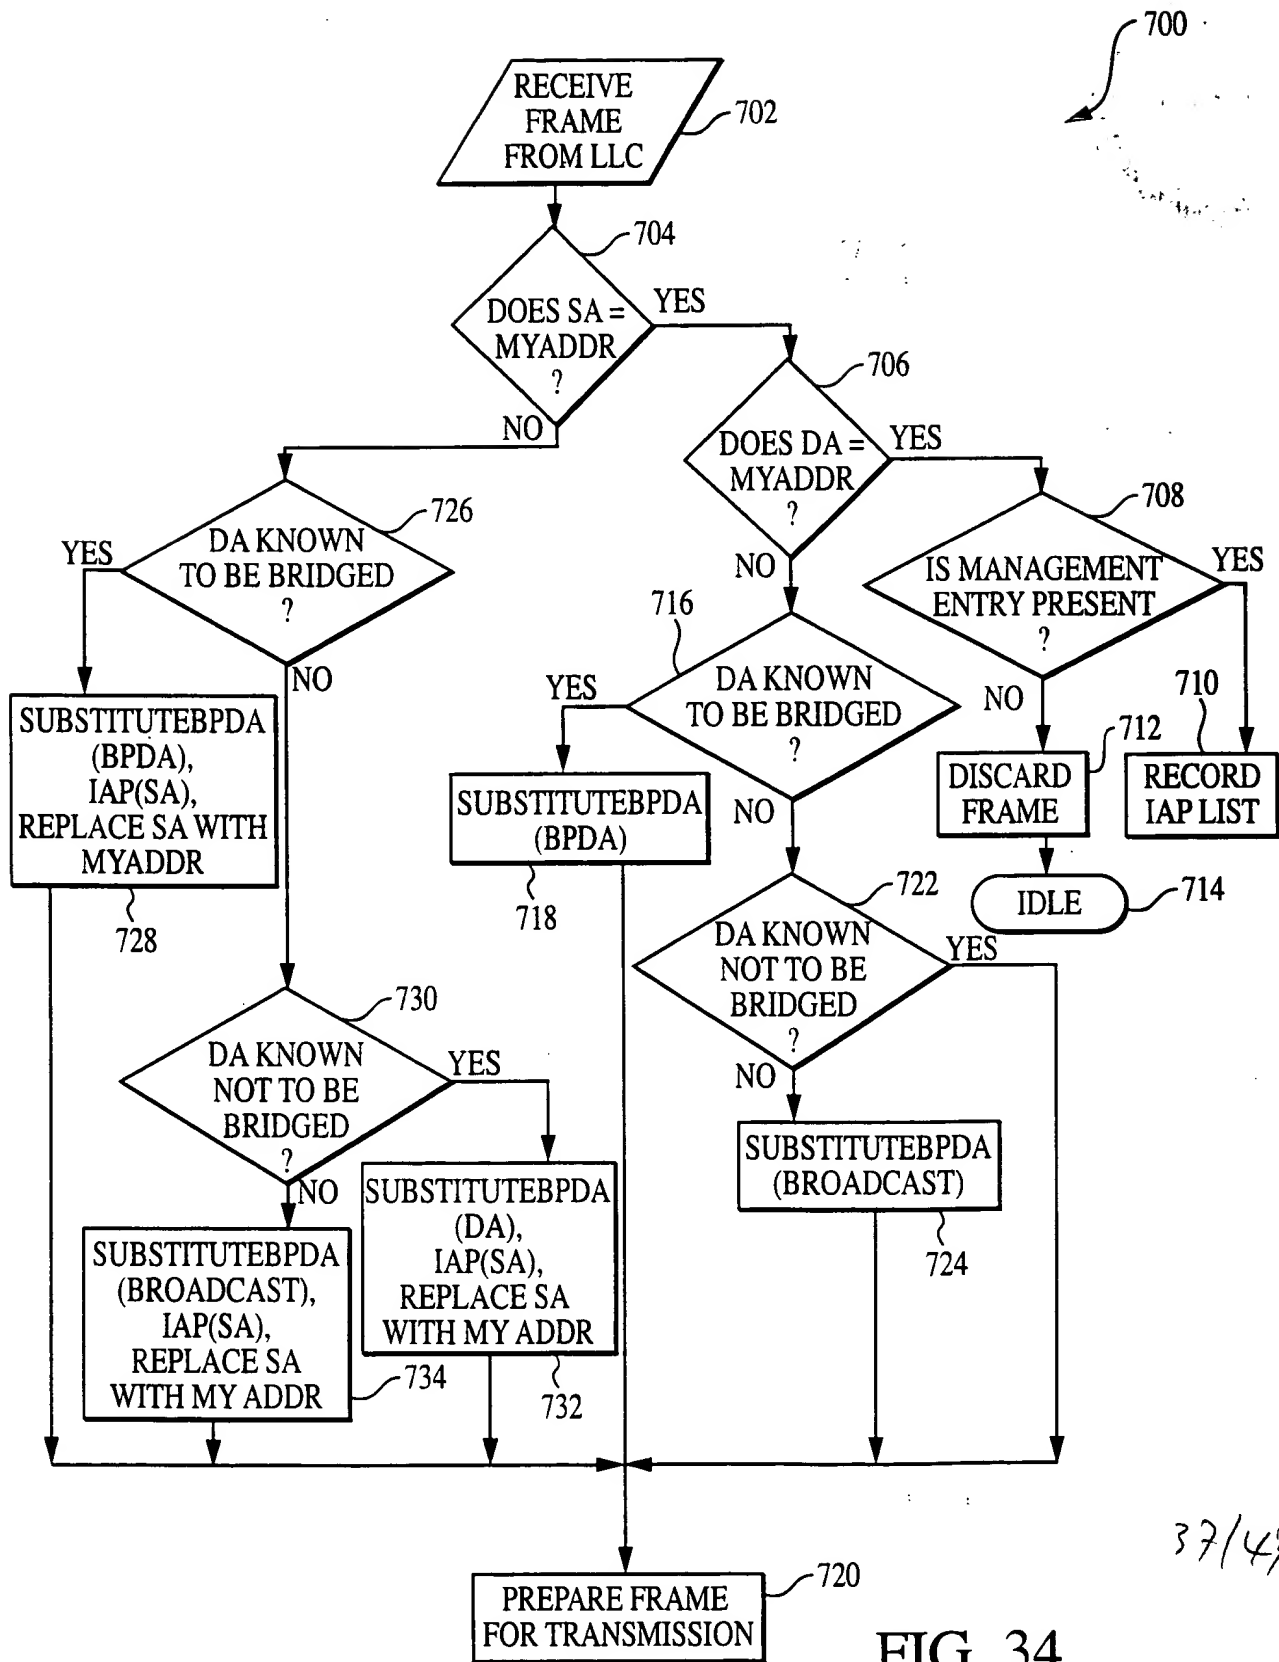 700
RECEIVE
FRAME
FROM LLC
702
704
DOES SA =
MYADDR
?
YES
NO
706
DOES DA =
MYADDR
?
YES
NO
708
IS MANAGEMENT
ENTRY PRESENT
?
YES
NO
726
DA KNOWN
TO BE BRIDGED
?
YES
NO
716
DA KNOWN
TO BE BRIDGED
?
YES
NO
710
RECORD
IAP LIST
712
DISCARD
FRAME
IDLE
714
SUBSTITUTEBPDA
(BPDA),
IAP(SA),
REPLACE SA WITH
MYADDR
728
SUBSTITUTEBPDA
(BPDA)
718
722
DA KNOWN
NOT TO BE
BRIDGED
?
YES
NO
730
DA KNOWN
NOT TO BE
BRIDGED
?
YES
NO
SUBSTITUTEBPDA
(BROADCAST)
724
SUBSTITUTEBPDA
(DA),
IAP(SA),
REPLACE SA
WITH MY ADDR
732
SUBSTITUTEBPDA
(BROADCAST),
IAP(SA),
REPLACE SA
WITH MY ADDR
734
720
PREPARE FRAME
FOR TRANSMISSION
FIG. 34